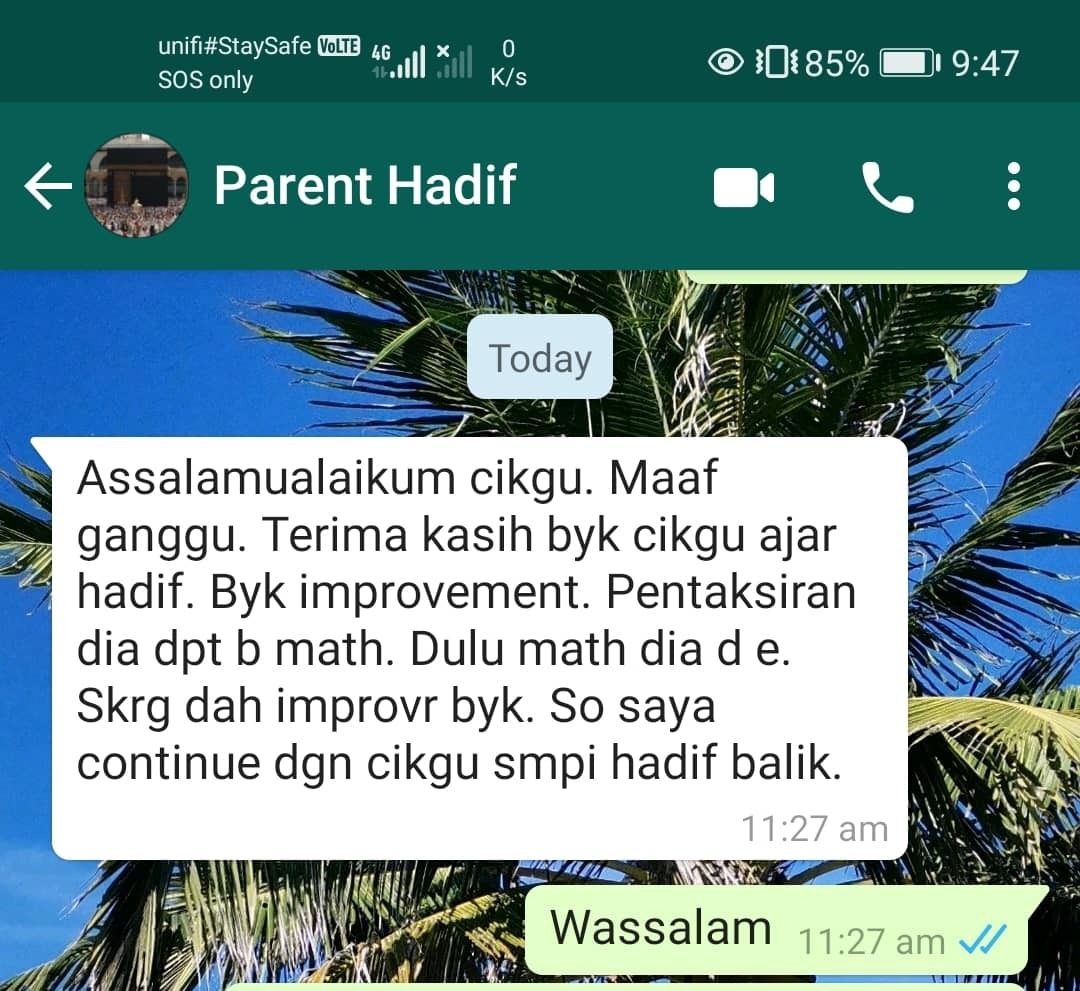 unifi#StaySafe VoLTE 4G 0 85% 9:47
SOS only K/s
Parent Hadif
Today
Assalamualaikum cikgu. Maaf
ganggu. Terima kasih byk cikgu ajar
hadif. Byk improvement. Pentaksiran
dia dpt b math. Dulu math dia d e.
Skrg dah improvr byk. So saya
continue dgn cikgu smpi hadif balik.
11:27 am
Wassalam 11:27 am